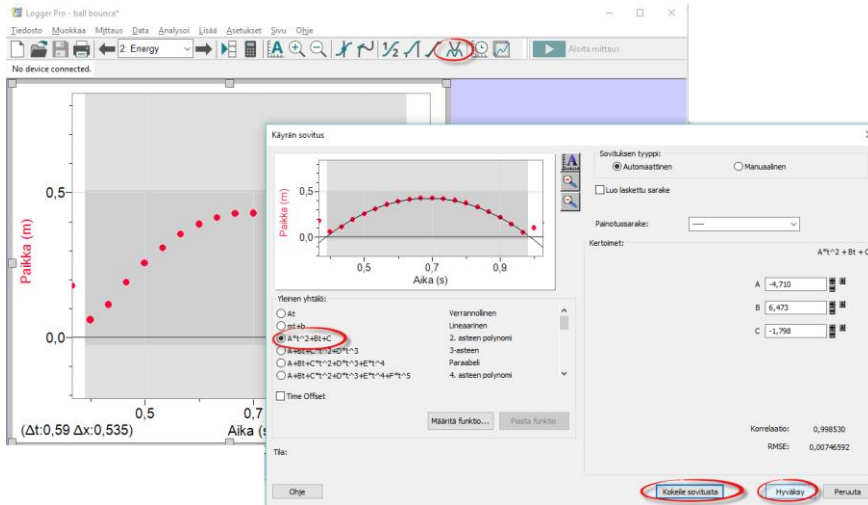 Logger Pro - ball bounce*
Tiedosto Muokkaa Mittaus Data Analysoi Lisää Asetukset Sivu Ohje
2: Energy
Aloita mittaus
No device connected.
Paikka (m)
0,5
0,0
0,5 0,7
Aika (s
(Δt:0,59 Δx:0,535)
Käyrän sovitus
Paikka (m)
0,5
0,0
0,5 0,7 0,9
Aika (s)
Sovituksen tyyppi:
Automaattinen Manuaalinen
Luo laskettu sarake
Painotussarake: ----
Kertoimet:
A*t^2 + Bt + C
A -4,710
B 6,473
C -1,798
Yleinen yhtälö:
At Verrannollinen
mt+b Lineaarinen
A*t^2+Bt+C 2. asteen polynomi
A+Bt+C*t^2+D*t^3 3-asteen
A+Bt+C*t^2+D*t^3+E*t^4 Paraabeli
A+Bt+C*t^2+D*t^3+E*t^4+F*t^5 4. asteen polynomi
Time Offset
Määritä funktio... Poista funktio
Korrelaatio: 0,998530
RMSE: 0,00746592
Tila:
Ohje Kokeile sovitusta Hyväksy Peruuta